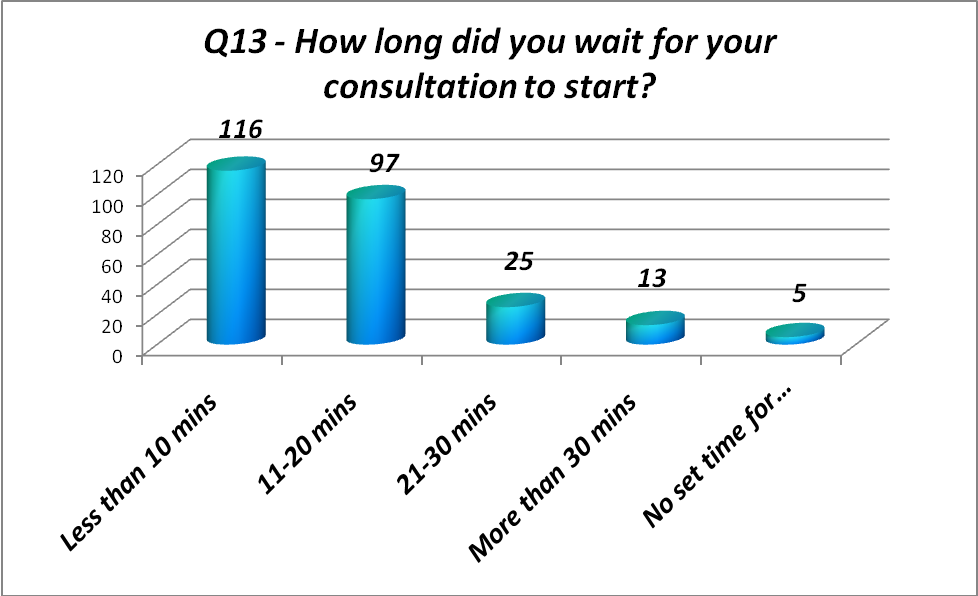 Q13 - How long did you wait for your
consultation to start?
116
97
25
13
5
120
100
80
60
40
20
0
Less than 10 mins
11-20 mins
21-30 mins
More than 30 mins
No set time for...